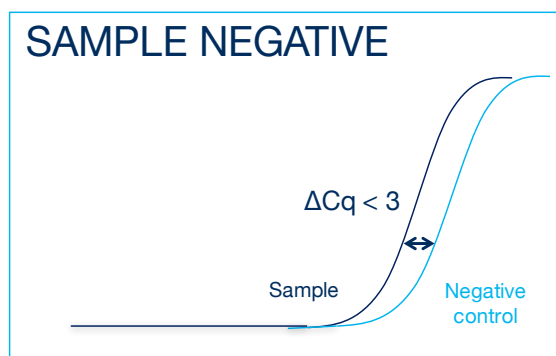 SAMPLE NEGATIVE
ΔCq < 3
Sample
Negative
control